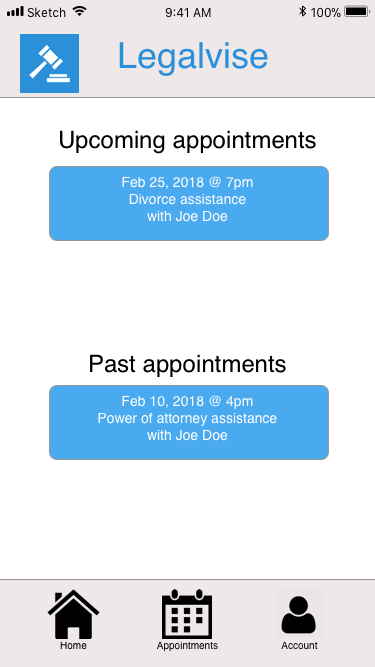 Sketch 9:41 AM 100%
Legalvise
Upcoming appointments
Feb 25, 2018 @ 7pm
Divorce assistance
with Joe Doe
Past appointments
Feb 10, 2018 @ 4pm
Power of attorney assistance
with Joe Doe
Home Appointments Account